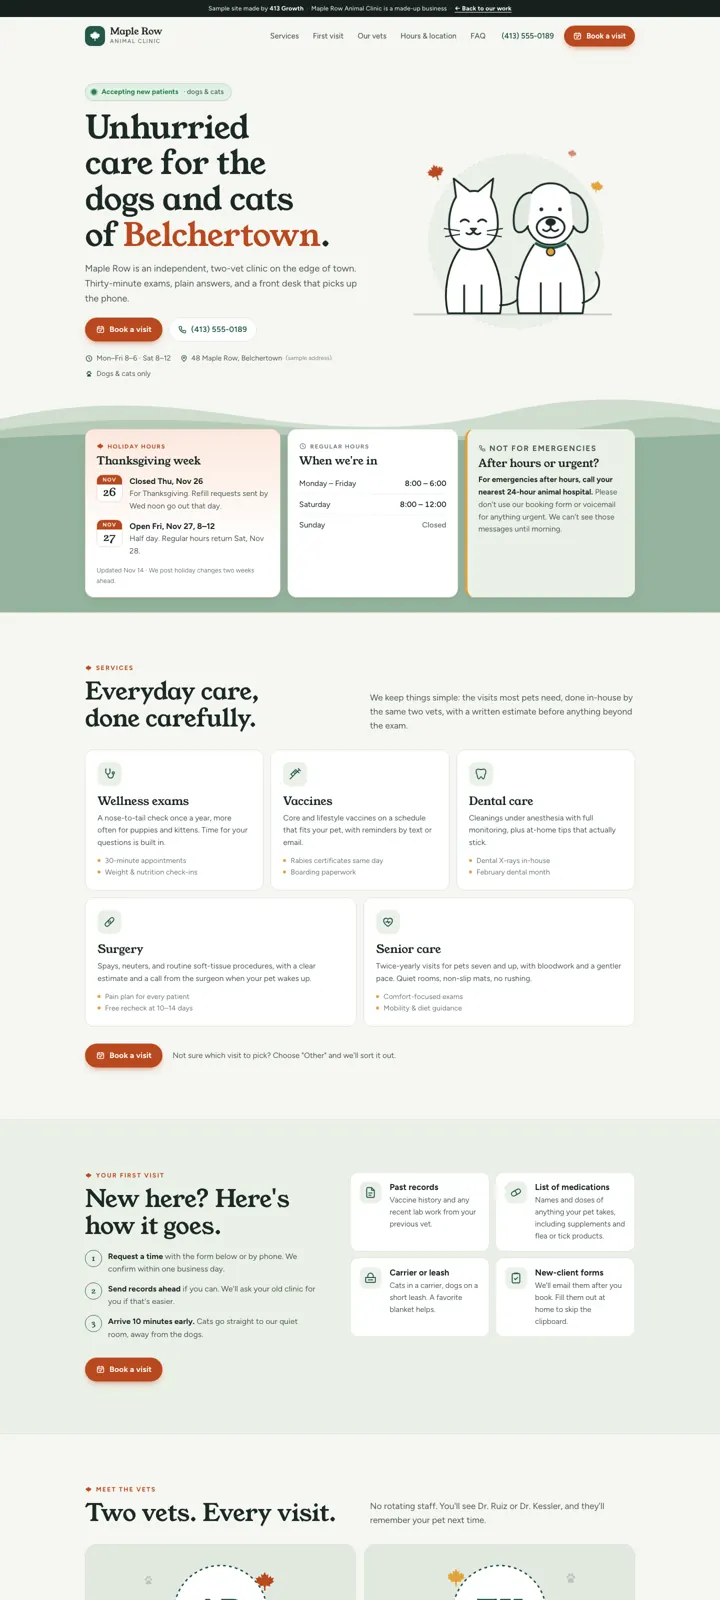 Sample site made by 413 Growth · Maple Row Animal Clinic is a made-up business · ← Back to our work
Maple Row
ANIMAL CLINIC
Services First visit Our vets Hours & location FAQ (413) 555-0189 Book a visit
Accepting new patients · dogs & cats
Unhurried
care for the
dogs and cats
of Belchertown.
Maple Row is an independent, two-vet clinic on the edge of town.
Thirty-minute exams, plain answers, and a front desk that picks up
the phone.
Book a visit (413) 555-0189
Mon–Fri 8–6 · Sat 8–12 48 Maple Row, Belchertown (sample address)
Dogs & cats only
HOLIDAY HOURS
Thanksgiving week
NOV
26
Closed Thu, Nov 26
For Thanksgiving. Refill requests sent by
Wed noon go out that day.
NOV
27
Open Fri, Nov 27, 8–12
Half day. Regular hours return Sat, Nov
28.
Updated Nov 14 · We post holiday changes two weeks
ahead.
REGULAR HOURS
When we're in
Monday – Friday 8:00 – 6:00
Saturday 8:00 – 12:00
Sunday Closed
NOT FOR EMERGENCIES
After hours or urgent?
For emergencies after hours, call your
nearest 24-hour animal hospital. Please
don't use our booking form or voicemail
for anything urgent. We can't see those
messages until morning.
SERVICES
Everyday care,
done carefully.
We keep things simple: the visits most pets need, done in-house by
the same two vets, with a written estimate before anything beyond
the exam.
Wellness exams
A nose-to-tail check once a year, more
often for puppies and kittens. Time for your
questions is built in.
30-minute appointments
Weight & nutrition check-ins
Vaccines
Core and lifestyle vaccines on a schedule
that fits your pet, with reminders by text or
email.
Rabies certificates same day
Boarding paperwork
Dental care
Cleanings under anesthesia with full
monitoring, plus at-home tips that actually
stick.
Dental X-rays in-house
February dental month
Surgery
Spays, neuters, and routine soft-tissue procedures, with a clear
estimate and a call from the surgeon when your pet wakes up.
Pain plan for every patient
Free recheck at 10–14 days
Senior care
Twice-yearly visits for pets seven and up, with bloodwork and a gentler
pace. Quiet rooms, non-slip mats, no rushing.
Comfort-focused exams
Mobility & diet guidance
Book a visit Not sure which visit to pick? Choose "Other" and we'll sort it out.
YOUR FIRST VISIT
New here? Here's
how it goes.
1 Request a time with the form below or by phone. We
confirm within one business day.
2 Send records ahead if you can. We'll ask your old clinic for
you if that's easier.
3 Arrive 10 minutes early. Cats go straight to our quiet
room, away from the dogs.
Book a visit
Past records
Vaccine history and any
recent lab work from your
previous vet.
List of medications
Names and doses of
anything your pet takes,
including supplements and
flea or tick products.
Carrier or leash
Cats in a carrier, dogs on a
short leash. A favorite
blanket helps.
New-client forms
We'll email them after you
book. Fill them out at
home to skip the
clipboard.
MEET THE VETS
Two vets. Every visit.
No rotating staff. You'll see Dr. Ruiz or Dr. Kessler, and they'll
remember your pet next time.